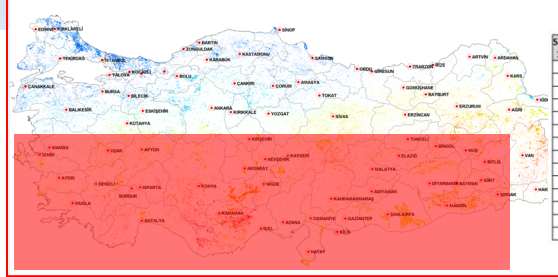 EDİRNE KIRKLARELİ SİNOP
BARTIN
ZONGULDAK
KASTAMONU
TEKİRDAĞ İSTANBUL KARABÜK SAMSUN ARTVİN ARDAHAN
KOCAELİ ORDU GİRESUN TRABZON RİZE
YALOVA BOLU KARS
ÇANAKKALE ÇANKIRI ÇORUM AMASYA GÜMÜŞHANE
BURSA BİLECİK TOKAT BAYBURT
BALIKESİR ESKİŞEHİR ANKARA KIRIKKALE YOZGAT SİVAS ERZİNCAN ERZURUM AĞRI
KÜTAHYA
KIRŞEHİR TUNCELİ
MANİSA UŞAK AFYON BİNGÖL MUŞ
İZMİR NEVŞEHİR KAYSERİ ELAZIĞ VAN
AKSARAY MALATYA BİTLİS
AYDIN DENİZLİ ISPARTA KONYA NİĞDE DİYARBAKIR BATMAN SİİRT
BURDUR ADIYAMAN
KAHRAMANMARAŞ ŞIRNAK
MUĞLA MARDİN
KARAMAN ŞANLIURFA
ANTALYA ADANA OSMANİYE GAZİANTEP
İÇEL KİLİS
HATAY